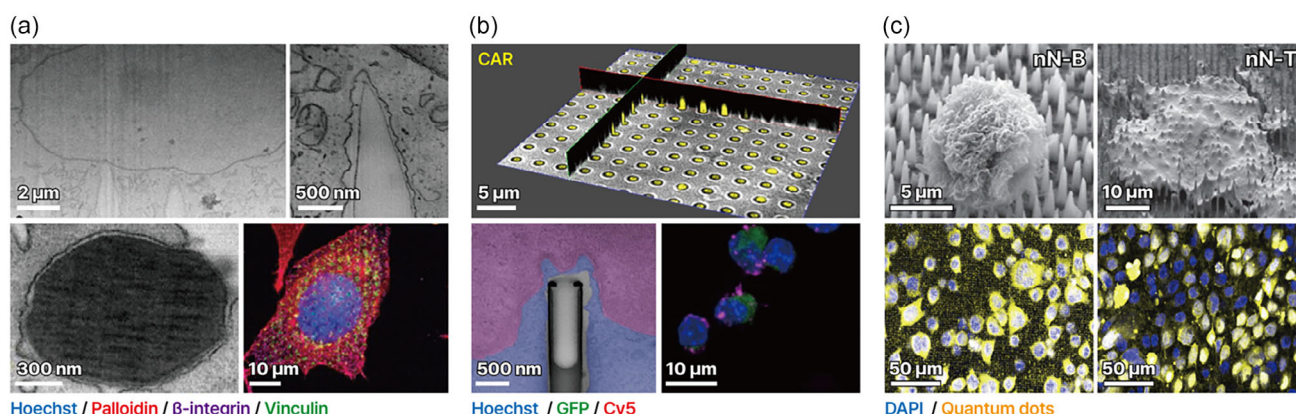 (a)
(b)
(c)
2 µm
500 nm
CAR
5 µm
nN-B
nN-T
5 µm
10 µm
300 nm
10 µm
500 nm
10 µm
50 µm
50 µm
Hoechst / Palloidin / β-integrin / Vinculin
Hoechst / GFP / Cy5
DAPI / Quantum dots